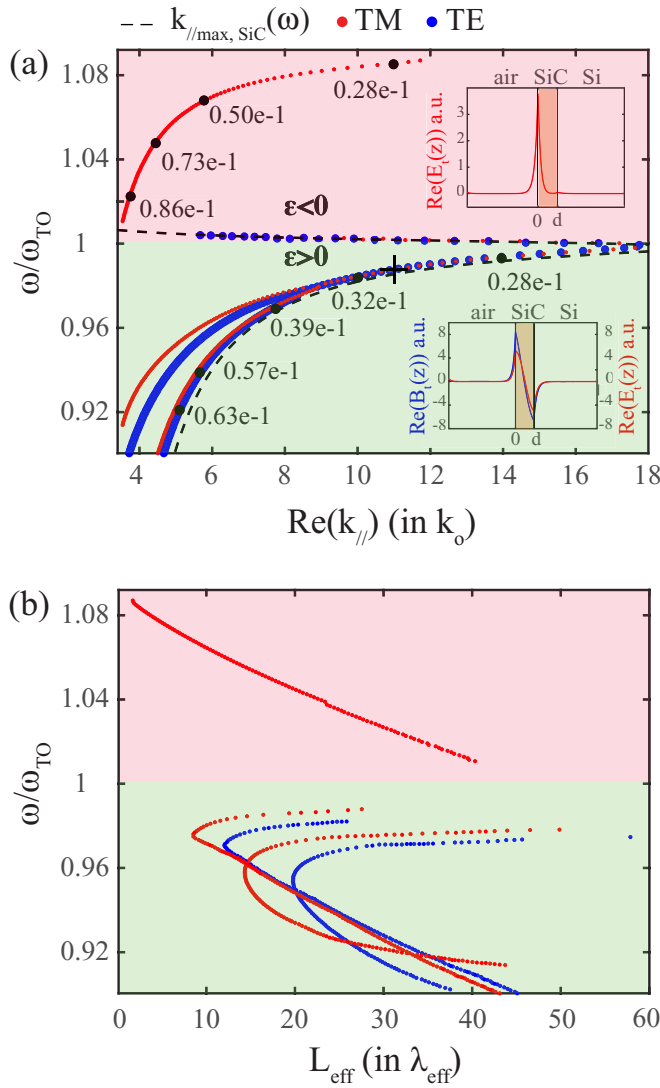 -- k//max, SiC(ω) ● TM ● TE
(a)
1.08
1.04
1
0.96
0.92
ω/ωTO
0.28e-1
0.50e-1
0.73e-1
0.86e-1
ε<0
ε>0
air SiC Si
Re(Et(z)) a.u.
3
2
1
0
0 d
0.28e-1
0.32e-1
0.39e-1
0.57e-1
0.63e-1
air SiC Si
Re(Bt(z)) a.u.
8
4
0
-4
-8
8
4
0
-4
-8
Re(Et(z)) a.u.
0 d
4 6 8 10 12 14 16 18
Re(k//) (in ko)
(b)
1.08
1.04
1
0.96
0.92
ω/ωTO
0 10 20 30 40 50 60
Leff (in λeff)